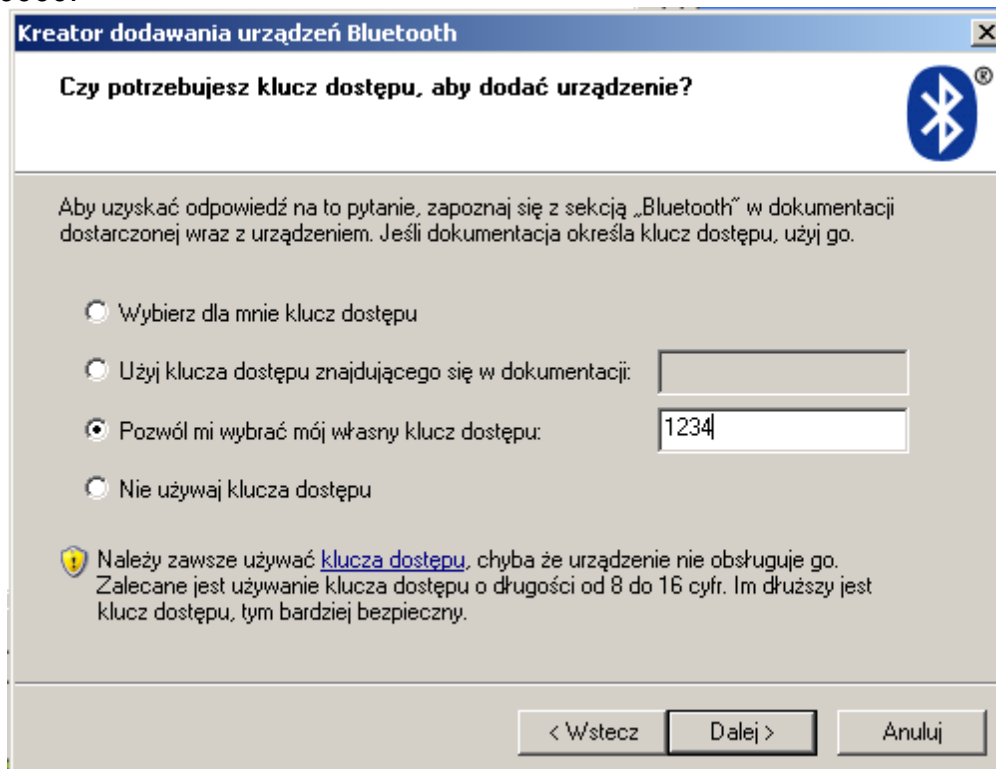 Kreator dodawania urządzeń Bluetooth
Czy potrzebujesz klucz dostępu, aby dodać urządzenie?
®
Aby uzyskać odpowiedź na to pytanie, zapoznaj się z sekcją „Bluetooth” w dokumentacji
dostarczonej wraz z urządzeniem. Jeśli dokumentacja określa klucz dostępu, użyj go.
Wybierz dla mnie klucz dostępu
Użyj klucza dostępu znajdującego się w dokumentacji:
Pozwól mi wybrać mój własny klucz dostępu: 1234
Nie używaj klucza dostępu
Należy zawsze używać klucza dostępu, chyba że urządzenie nie obsługuje go.
Zalecane jest używanie klucza dostępu o długości od 8 do 16 cyfr. Im dłuższy jest
klucz dostępu, tym bardziej bezpieczny.
< Wstecz Dalej > Anuluj